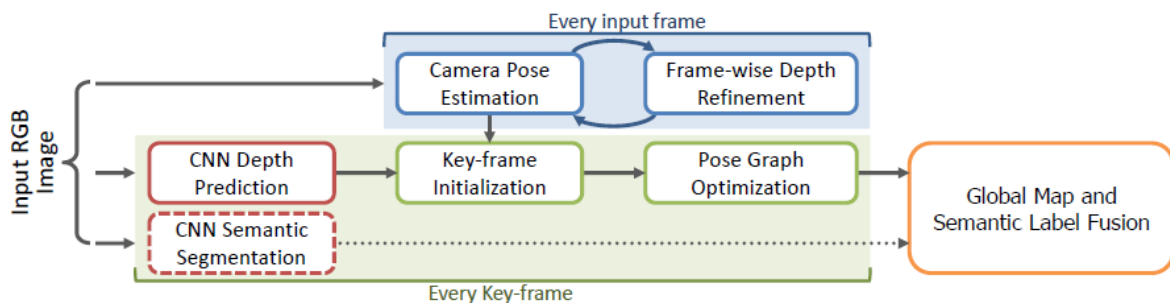 Every input frame
Camera Pose
Estimation
Frame-wise Depth
Refinement
Input RGB
Image
CNN Depth
Prediction
Key-frame
Initialization
Pose Graph
Optimization
Global Map and
Semantic Label Fusion
CNN Semantic
Segmentation
Every Key-frame